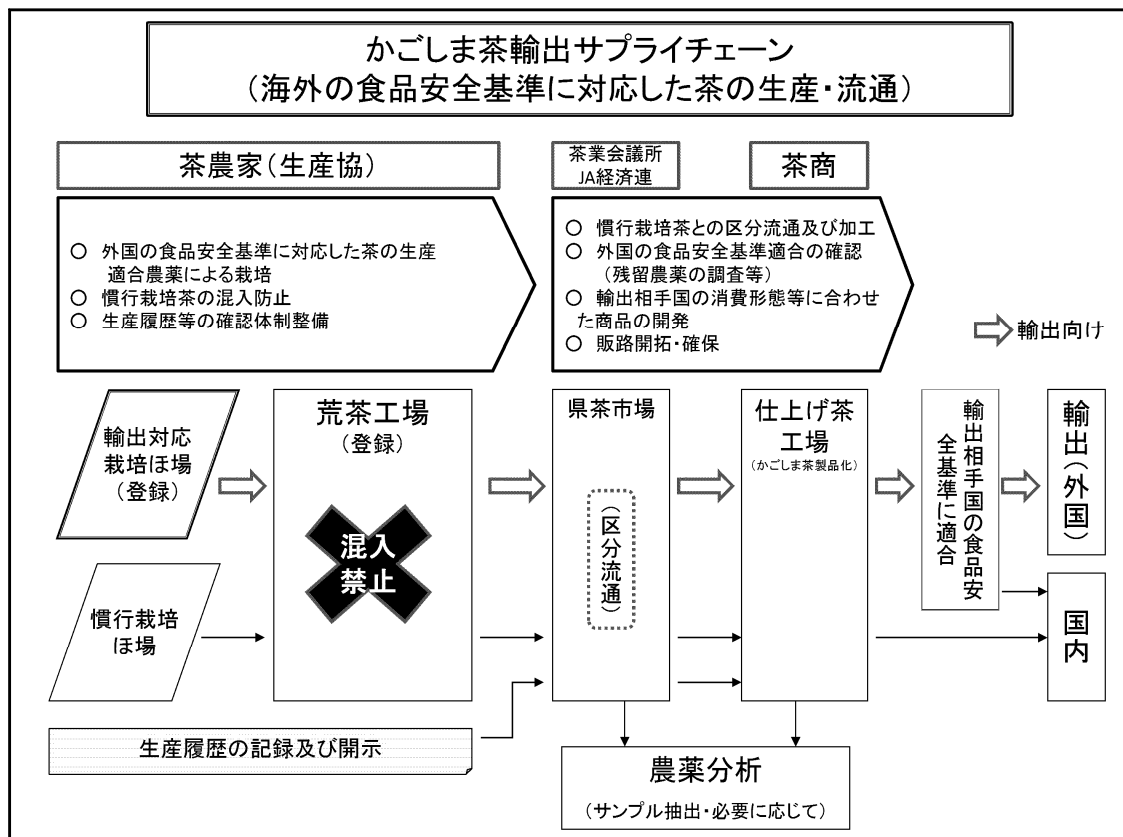 かごしま茶輸出サプライチェーン
（海外の食品安全基準に対応した茶の生産・流通）
茶農家（生産協）
茶業会議所
JA経済連
茶商
○ 外国の食品安全基準に対応した茶の生産
適合農薬による栽培
○ 慣行栽培茶の混入防止
○ 生産履歴等の確認体制整備
○ 慣行栽培茶との区分流通及び加工
○ 外国の食品安全基準適合の確認
（残留農薬の調査等）
○ 輸出相手国の消費形態等に合わせ
た商品の開発
○ 販路開拓・確保
輸出向け
輸出対応
栽培ほ場
（登録）
荒茶工場
（登録）
混入
禁止
県茶市場
（区分流通）
仕上げ茶
工場
（かごしま茶製品化）
輸出相手国の食品安
全基準に適合
輸出（外国）
慣行栽培
ほ場
国内
生産履歴の記録及び開示
農薬分析
（サンプル抽出・必要に応じて）